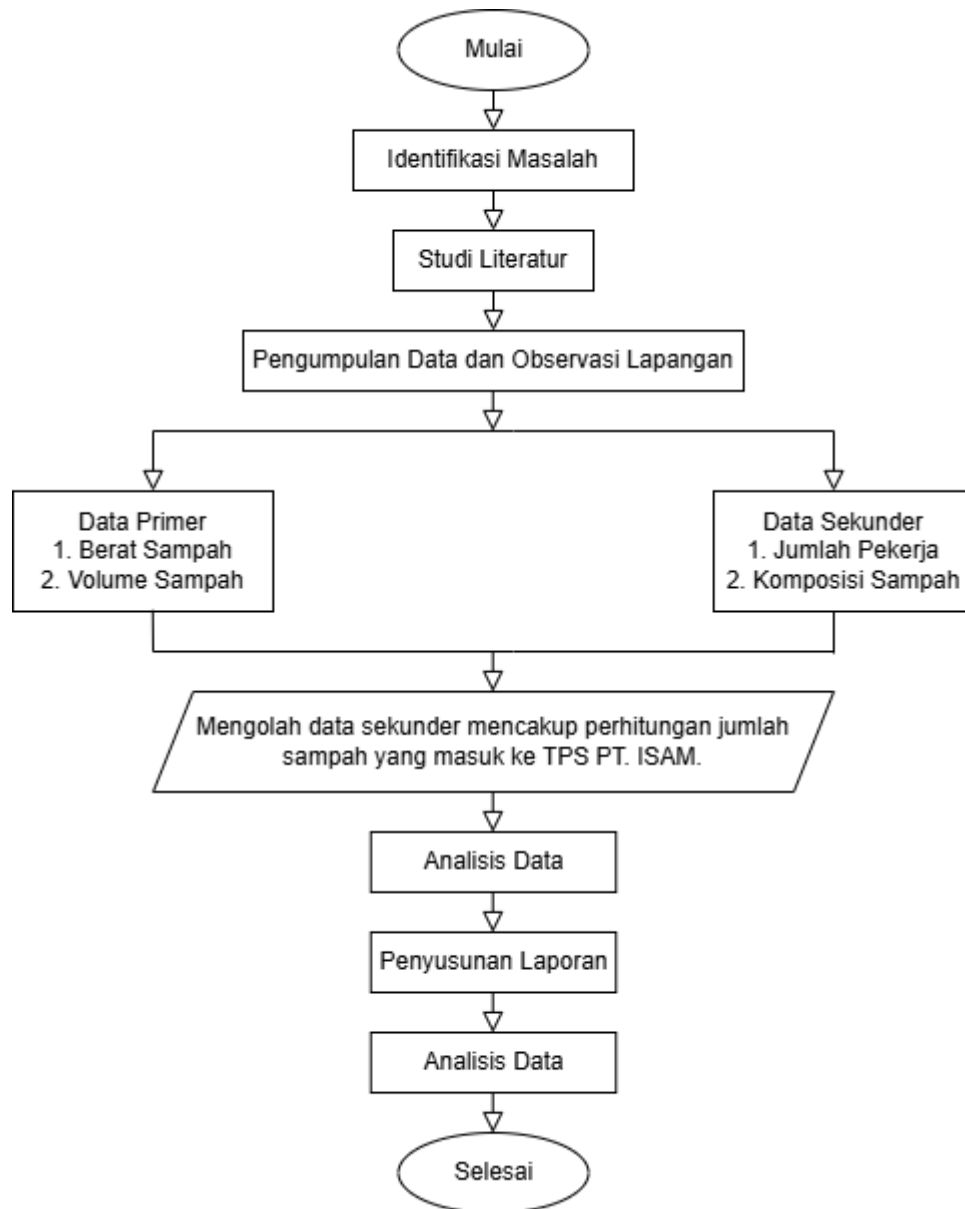 Mulai
Identifikasi Masalah
Studi Literatur
Pengumpulan Data dan Observasi Lapangan
Data Primer
1. Berat Sampah
2. Volume Sampah
Data Sekunder
1. Jumlah Pekerja
2. Komposisi Sampah
Mengolah data sekunder mencakup perhitungan jumlah
sampah yang masuk ke TPS PT. ISAM.
Analisis Data
Penyusunan Laporan
Analisis Data
Selesai